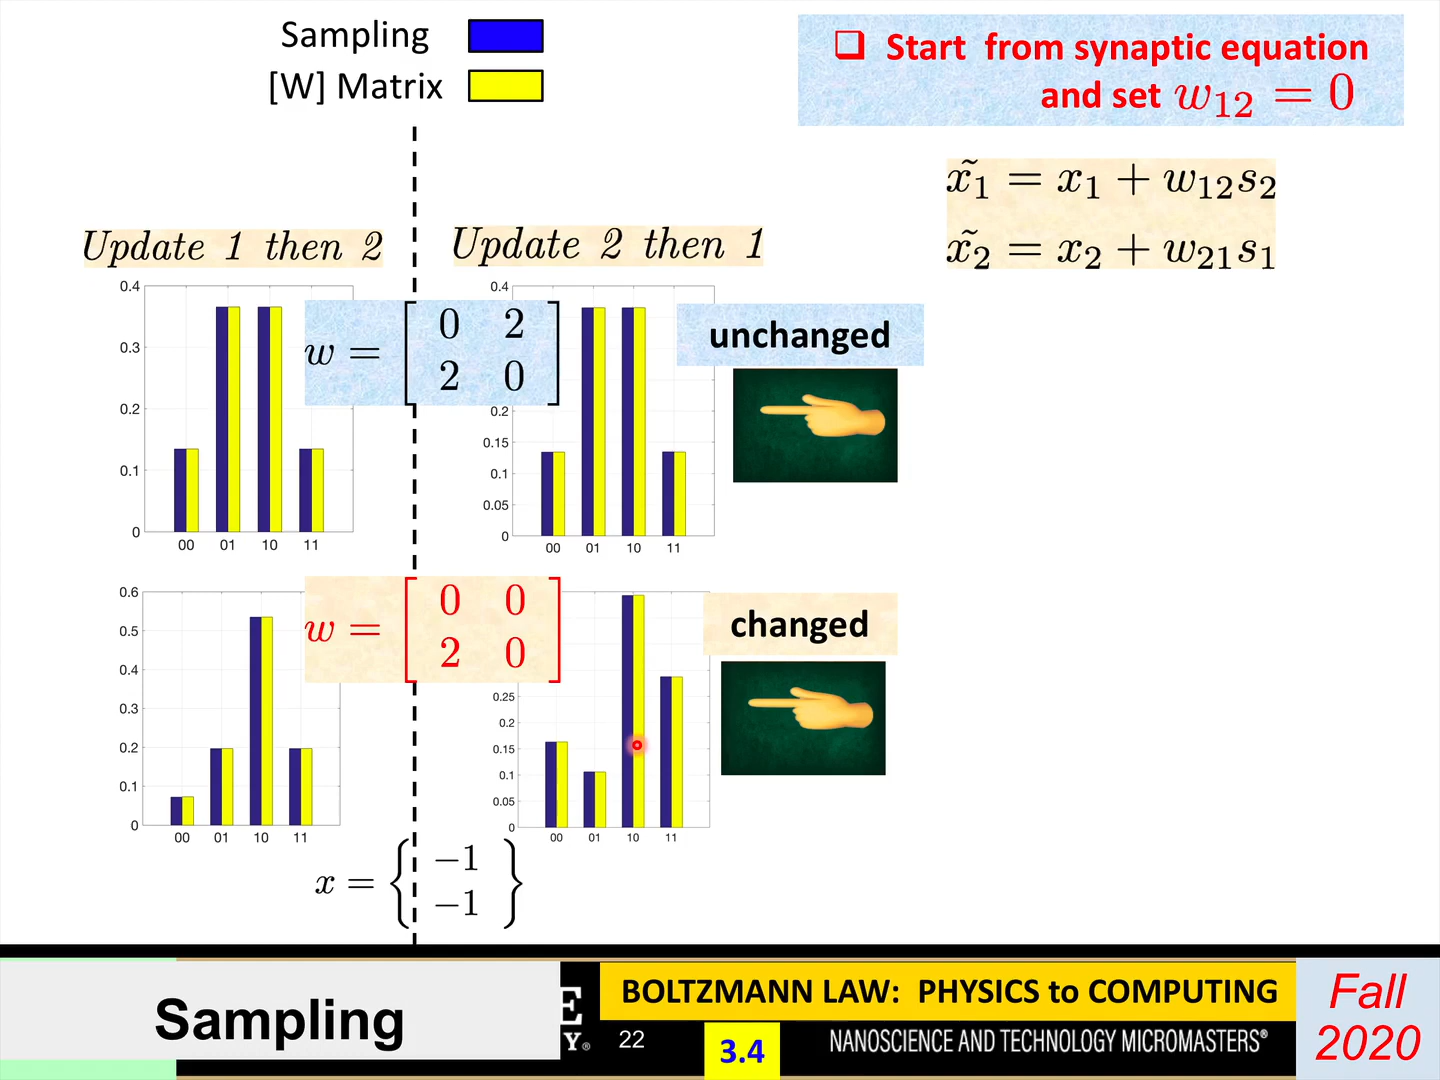 Sampling
[W] Matrix
❑ Start from synaptic equation
and set w₁₂ = 0
x̃₁ = x₁ + w₁₂s₂
x̃₂ = x₂ + w₂₁s₁
Update 1 then 2
Update 2 then 1
0.4
0.3
0.2
0.1
0
00 01 10 11
w = [0 2
2 0]
0.4
0.2
0.15
0.1
0.05
0
00 01 10 11
unchanged
0.6
0.5
0.4
0.3
0.2
0.1
0
00 01 10 11
w = [0 0
2 0]
0.25
0.2
0.15
0.1
0.05
0
00 01 10 11
changed
x = {−1
−1}
Sampling
E
Y®
22
BOLTZMANN LAW: PHYSICS to COMPUTING
3.4
NANOSCIENCE AND TECHNOLOGY MICROMASTERS®
Fall
2020